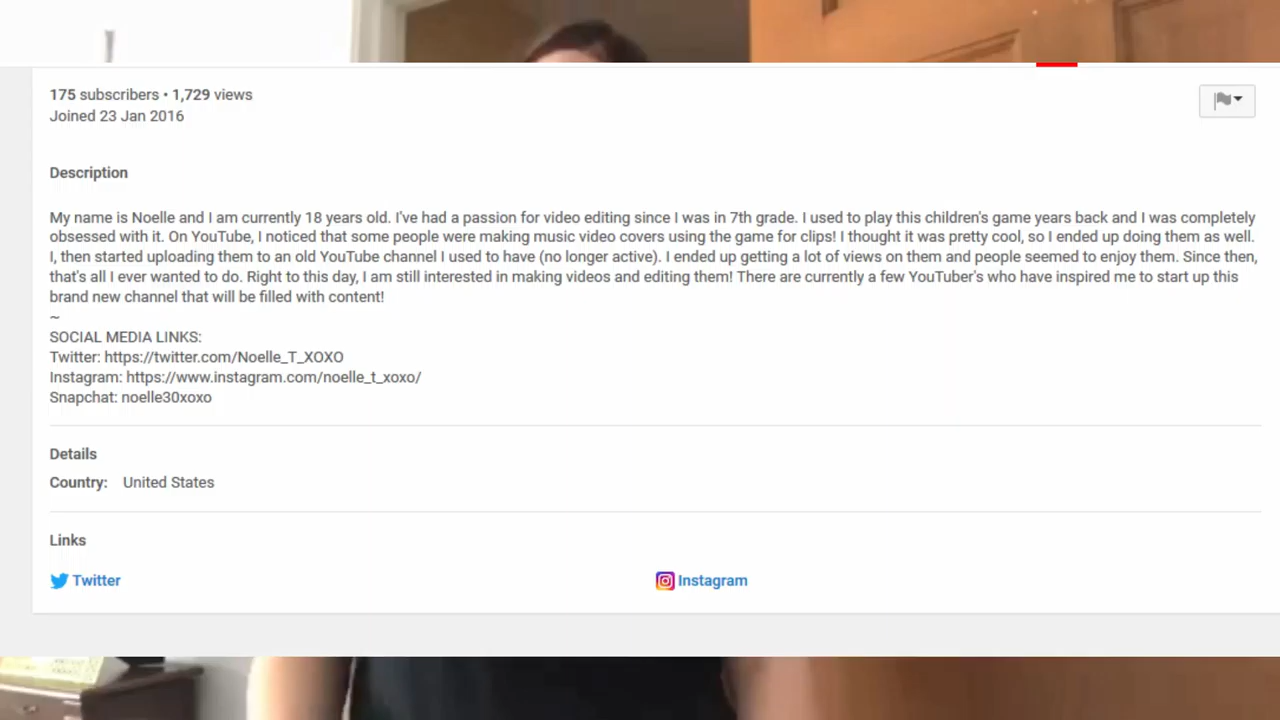 175 subscribers • 1,729 views
Joined 23 Jan 2016
Description
My name is Noelle and I am currently 18 years old. I've had a passion for video editing since I was in 7th grade. I used to play this children's game years back and I was completely
obsessed with it. On YouTube, I noticed that some people were making music video covers using the game for clips! I thought it was pretty cool, so I ended up doing them as well.
I, then started uploading them to an old YouTube channel I used to have (no longer active). I ended up getting a lot of views on them and people seemed to enjoy them. Since then,
that's all I ever wanted to do. Right to this day, I am still interested in making videos and editing them! There are currently a few YouTuber's who have inspired me to start up this
brand new channel that will be filled with content!
~
SOCIAL MEDIA LINKS:
Twitter: https://twitter.com/Noelle_T_XOXO
Instagram: https://www.instagram.com/noelle_t_xoxo/
Snapchat: noelle30xoxo
Details
Country: United States
Links
Twitter Instagram